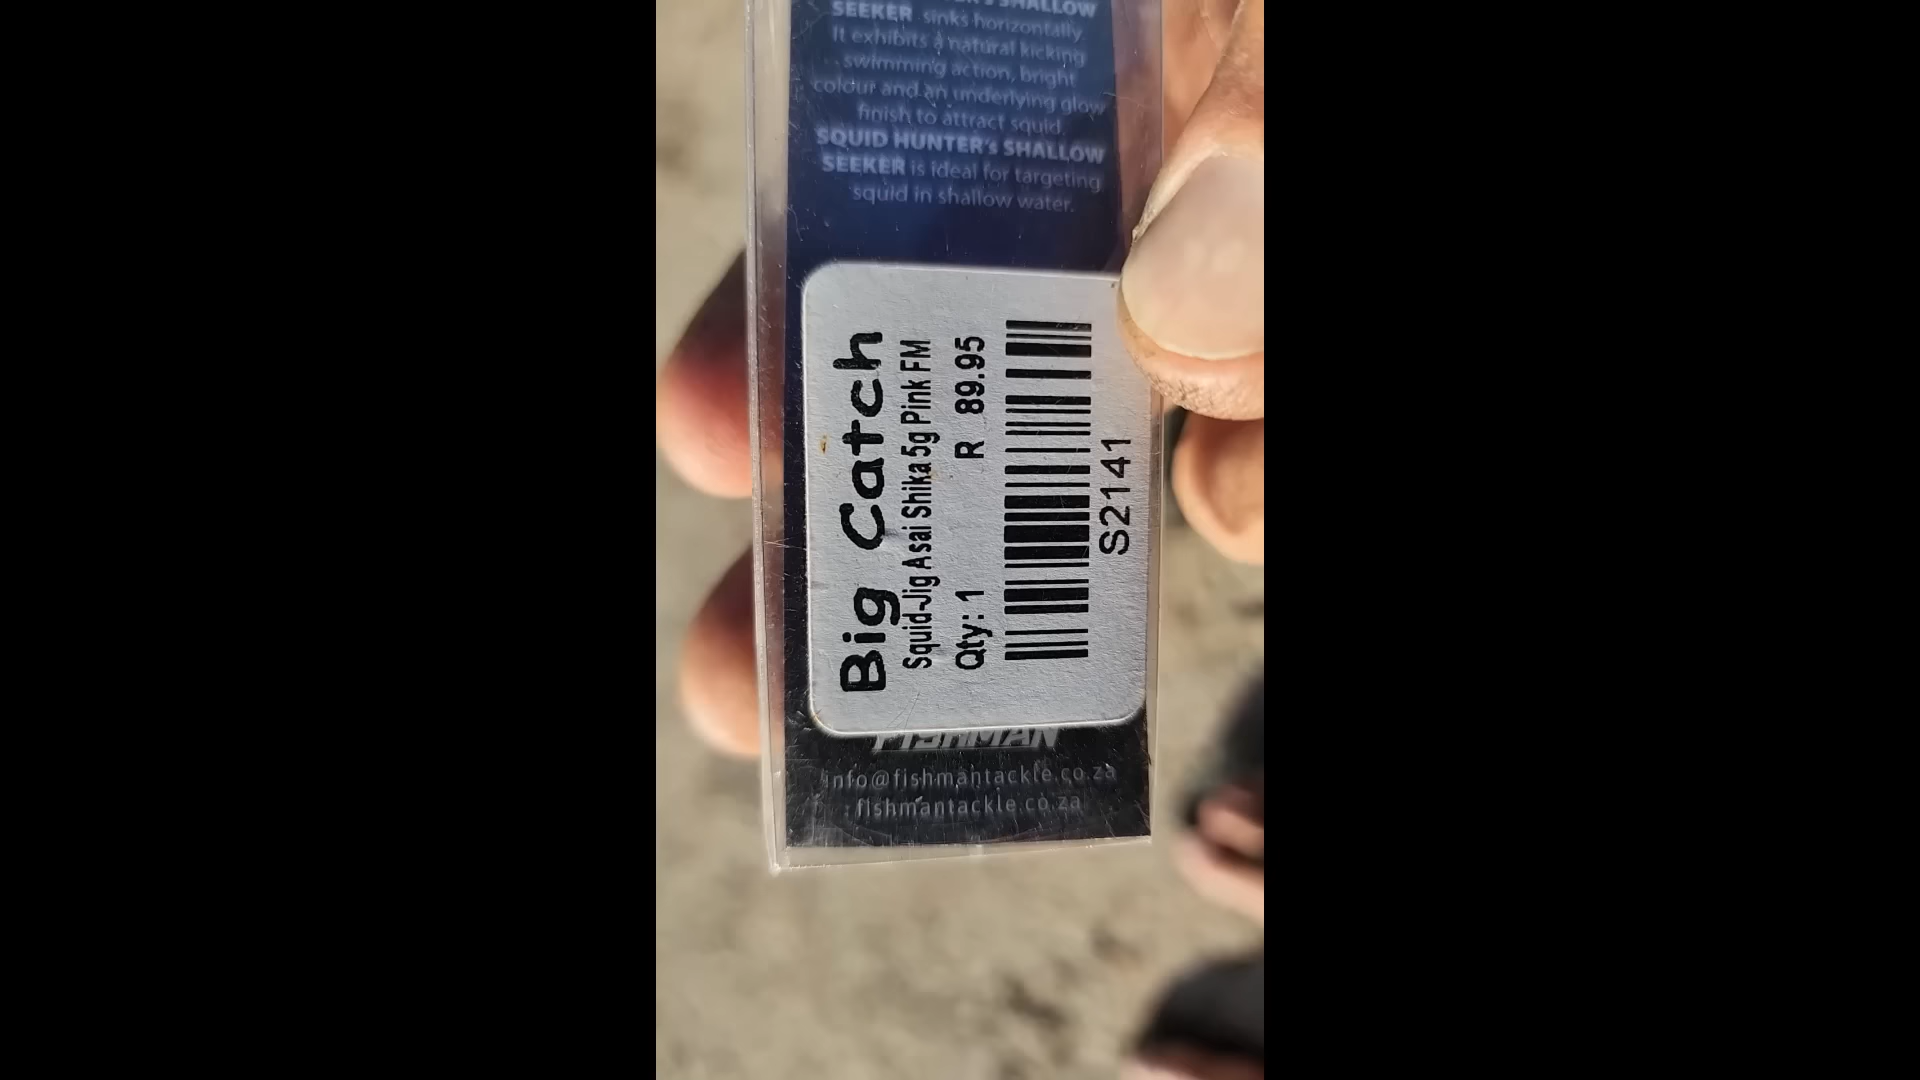 SHALLOW
SEEKER sinks horizontally
It exhibits a natural kicking
swimming action, bright
colour and an underlying glow
finish to attract squid.
SQUID HUNTER's SHALLOW
SEEKER is ideal for targeting
squid in shallow water.
Big Catch
Squid-Jig Asai Shika 5g Pink FM
Qty: 1 R 89.95
S2141
FISHMAN
info@fishmantackle.co.za
fishmantackle.co.za